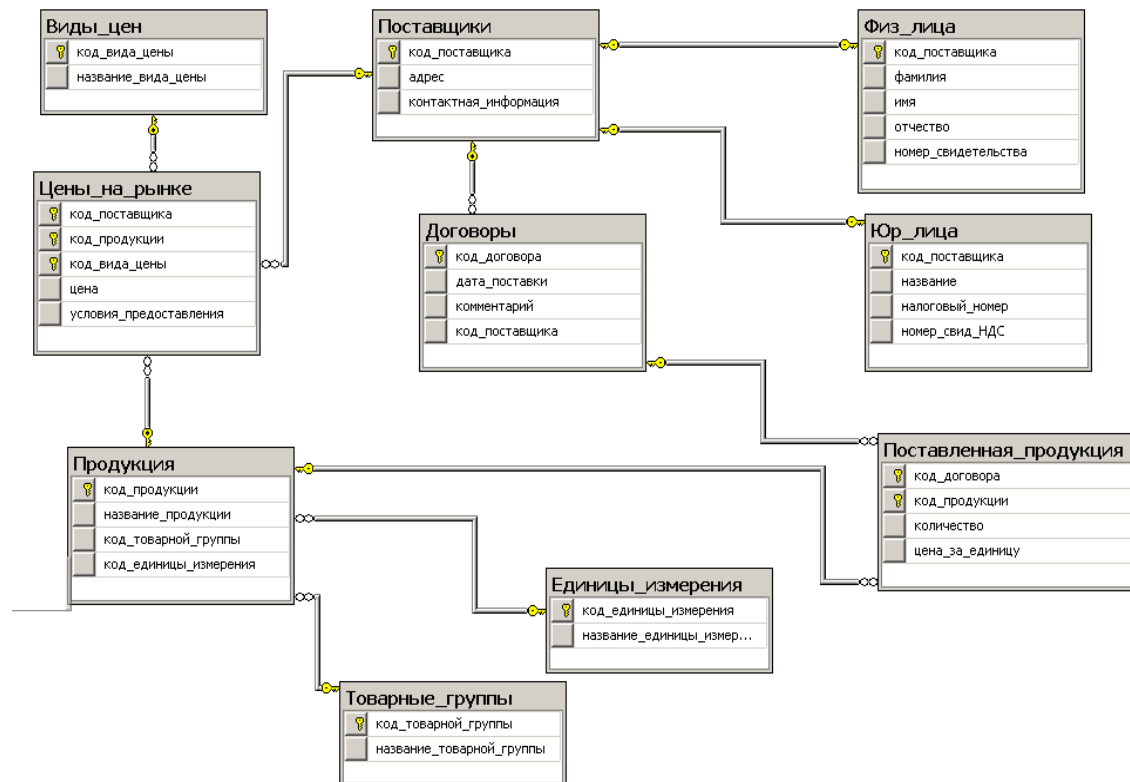 Виды_цен
код_вида_цены
название_вида_цены
Поставщики
код_поставщика
адрес
контактная_информация
Физ_лица
код_поставщика
фамилия
имя
отчество
номер_свидетельства
Цены_на_рынке
код_поставщика
код_продукции
код_вида_цены
цена
условия_предоставления
Договоры
код_договора
дата_поставки
комментарий
код_поставщика
Юр_лица
код_поставщика
название
налоговый_номер
номер_свид_НДС
Продукция
код_продукции
название_продукции
код_товарной_группы
код_единицы_измерения
Поставленная_продукция
код_договора
код_продукции
количество
цена_за_единицу
Единицы_измерения
код_единицы_измерения
название_единицы_измер...
Товарные_группы
код_товарной_группы
название_товарной_группы